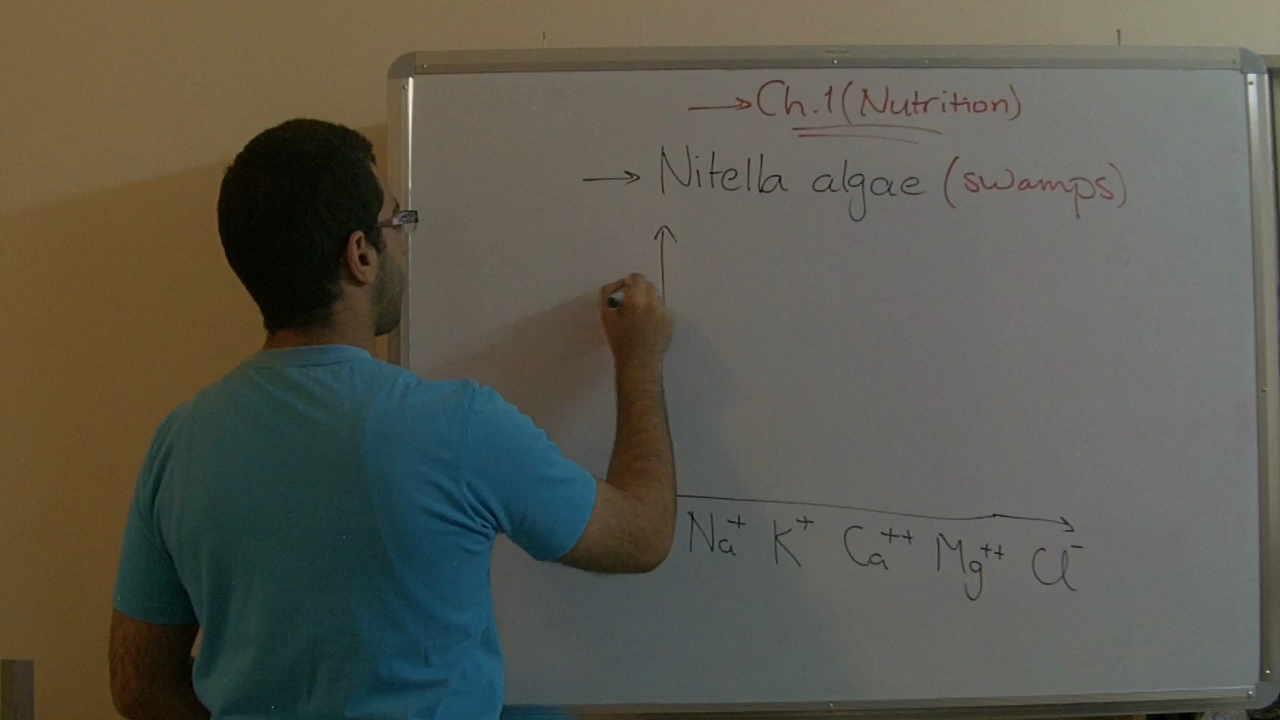 → Ch.1 (Nutrition)
→ Nitella algae (swamps)
Na⁺ K⁺ Ca⁺⁺ Mg⁺⁺ Cl⁻